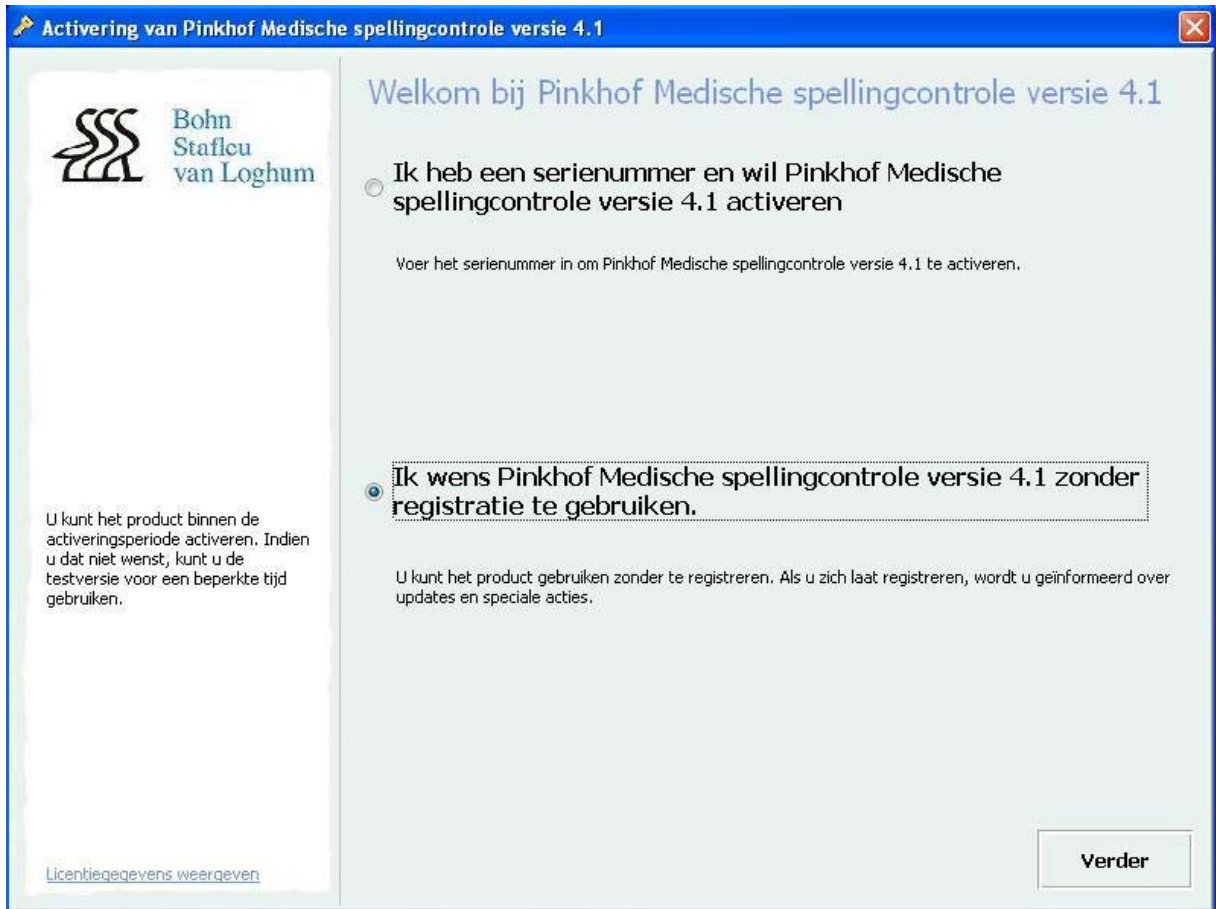 Activering van Pinkhof Medische spellingcontrole versie 4.1
Bohn
Stafleu
van Loghum
Welkom bij Pinkhof Medische spellingcontrole versie 4.1
Ik heb een serienummer en wil Pinkhof Medische
spellingcontrole versie 4.1 activeren
Voer het serienummer in om Pinkhof Medische spellingcontrole versie 4.1 te activeren.
Ik wens Pinkhof Medische spellingcontrole versie 4.1 zonder
registratie te gebruiken.
U kunt het product gebruiken zonder te registreren. Als u zich laat registreren, wordt u geïnformeerd over
updates en speciale acties.
U kunt het product binnen de
activeringsperiode activeren. Indien
u dat niet wenst, kunt u de
testversie voor een beperkte tijd
gebruiken.
Licentiegegevens weergeven
Verder